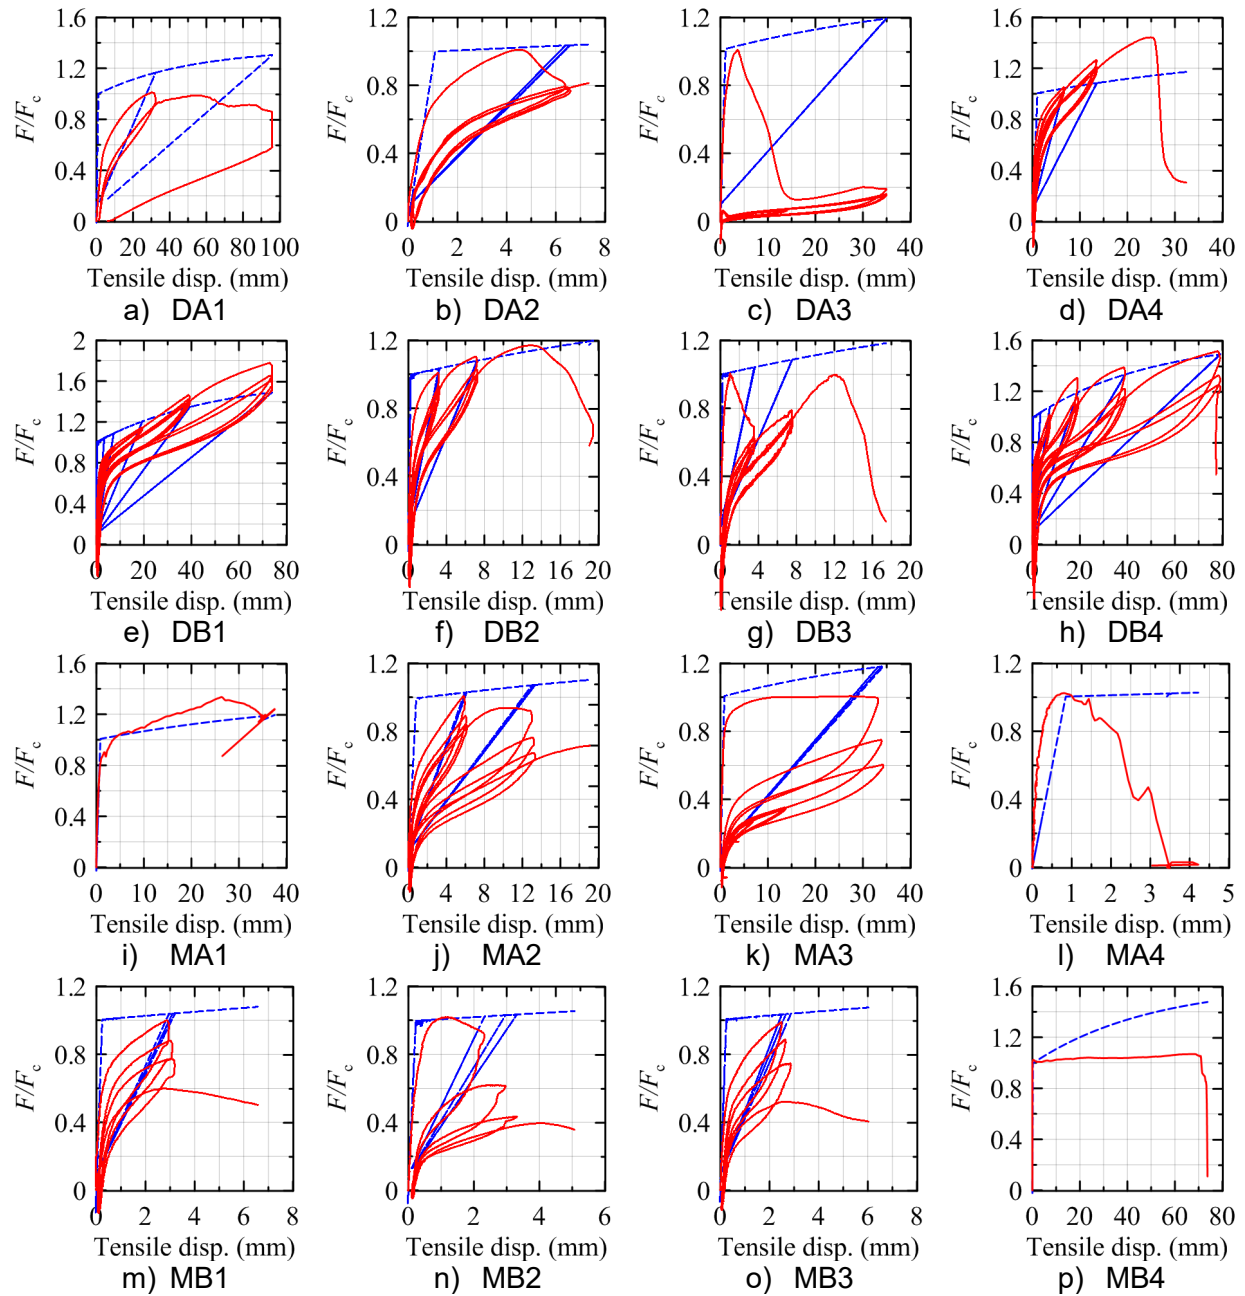 1.6
1.2
0.8
0.4
0
F/Fc
0 20 40 60 80 100
Tensile disp. (mm)
a) DA1
1.2
0.8
0.4
0
F/Fc
0 2 4 6 8
Tensile disp. (mm)
b) DA2
1.2
0.8
0.4
0
F/Fc
0 10 20 30 40
Tensile disp. (mm)
c) DA3
1.6
1.2
0.8
0.4
0
F/Fc
0 10 20 30 40
Tensile disp. (mm)
d) DA4
2
1.6
1.2
0.8
0.4
0
F/Fc
0 20 40 60 80
Tensile disp. (mm)
e) DB1
1.2
0.8
0.4
0
F/Fc
0 4 8 12 16 20
Tensile disp. (mm)
f) DB2
1.2
0.8
0.4
0
F/Fc
4 8 12 16 20
Tensile disp. (mm)
g) DB3
1.6
1.2
0.8
0.4
0
F/Fc
0 20 40 60 80
Tensile disp. (mm)
h) DB4
1.6
1.2
0.8
0.4
0
F/Fc
0 10 20 30 40
Tensile disp. (mm)
i) MA1
1.2
0.8
0.4
0
F/Fc
0 4 8 12 16 20
Tensile disp. (mm)
j) MA2
1.2
0.8
0.4
0
F/Fc
0 10 20 30 40
Tensile disp. (mm)
k) MA3
1.2
0.8
0.4
0
F/Fc
0 1 2 3 4 5
Tensile disp. (mm)
l) MA4
1.2
0.8
0.4
0
F/Fc
0 2 4 6 8
Tensile disp. (mm)
m) MB1
1.2
0.8
0.4
0
F/Fc
0 2 4 6
Tensile disp. (mm)
n) MB2
1.2
0.8
0.4
0
F/Fc
0 2 4 6 8
Tensile disp. (mm)
o) MB3
1.6
1.2
0.8
0.4
0
F/Fc
0 20 40 60 80
Tensile disp. (mm)
p) MB4